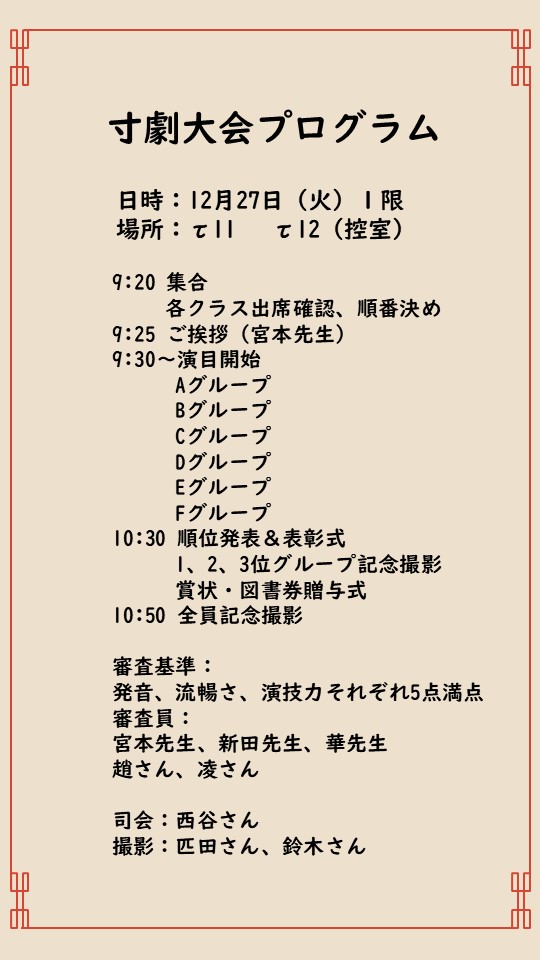 寸劇大会プログラム
日時：12月27日（火）1限
場所：τ11　τ12（控室）
9:20 集合
各クラス出席確認、順番決め
9:25 ご挨拶（宮本先生）
9:30～演目開始
Aグループ
Bグループ
Cグループ
Dグループ
Eグループ
Fグループ
10:30 順位発表＆表彰式
1、2、3位グループ記念撮影
賞状・図書券贈与式
10:50 全員記念撮影
審査基準：
発音、流暢さ、演技力それぞれ5点満点
審査員：
宮本先生、新田先生、華先生
趙さん、凌さん
司会：西谷さん
撮影：匹田さん、鈴木さん